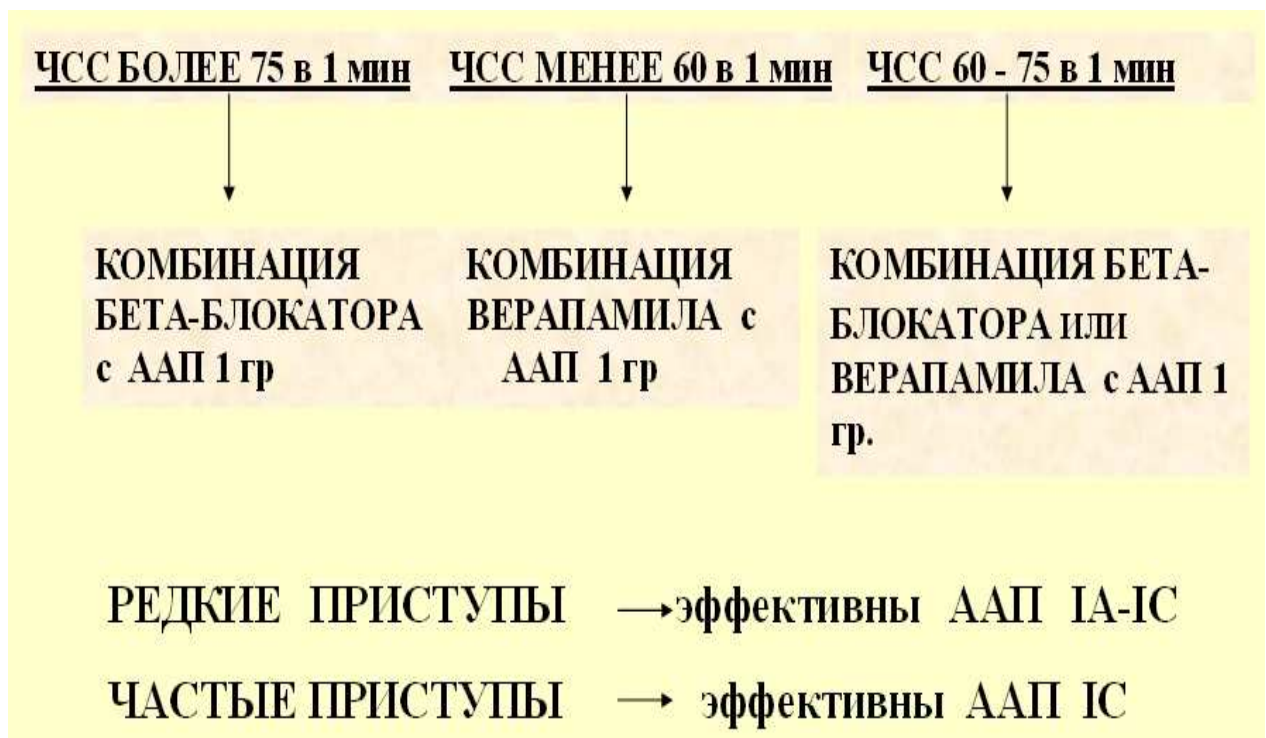 ЧСС БОЛЕЕ 75 в 1 мин
ЧСС МЕНЕЕ 60 в 1 мин
ЧСС 60 - 75 в 1 мин
КОМБИНАЦИЯ
БЕТА-БЛОКАТОРА
с ААП 1 гр
КОМБИНАЦИЯ
ВЕРАПАМИЛА с
ААП 1 гр
КОМБИНАЦИЯ БЕТА-
БЛОКАТОРА ИЛИ
ВЕРАПАМИЛА с ААП 1
гр.
РЕДКИЕ ПРИСТУПЫ → эффективны ААП IA-IC
ЧАСТЫЕ ПРИСТУПЫ → эффективны ААП IC